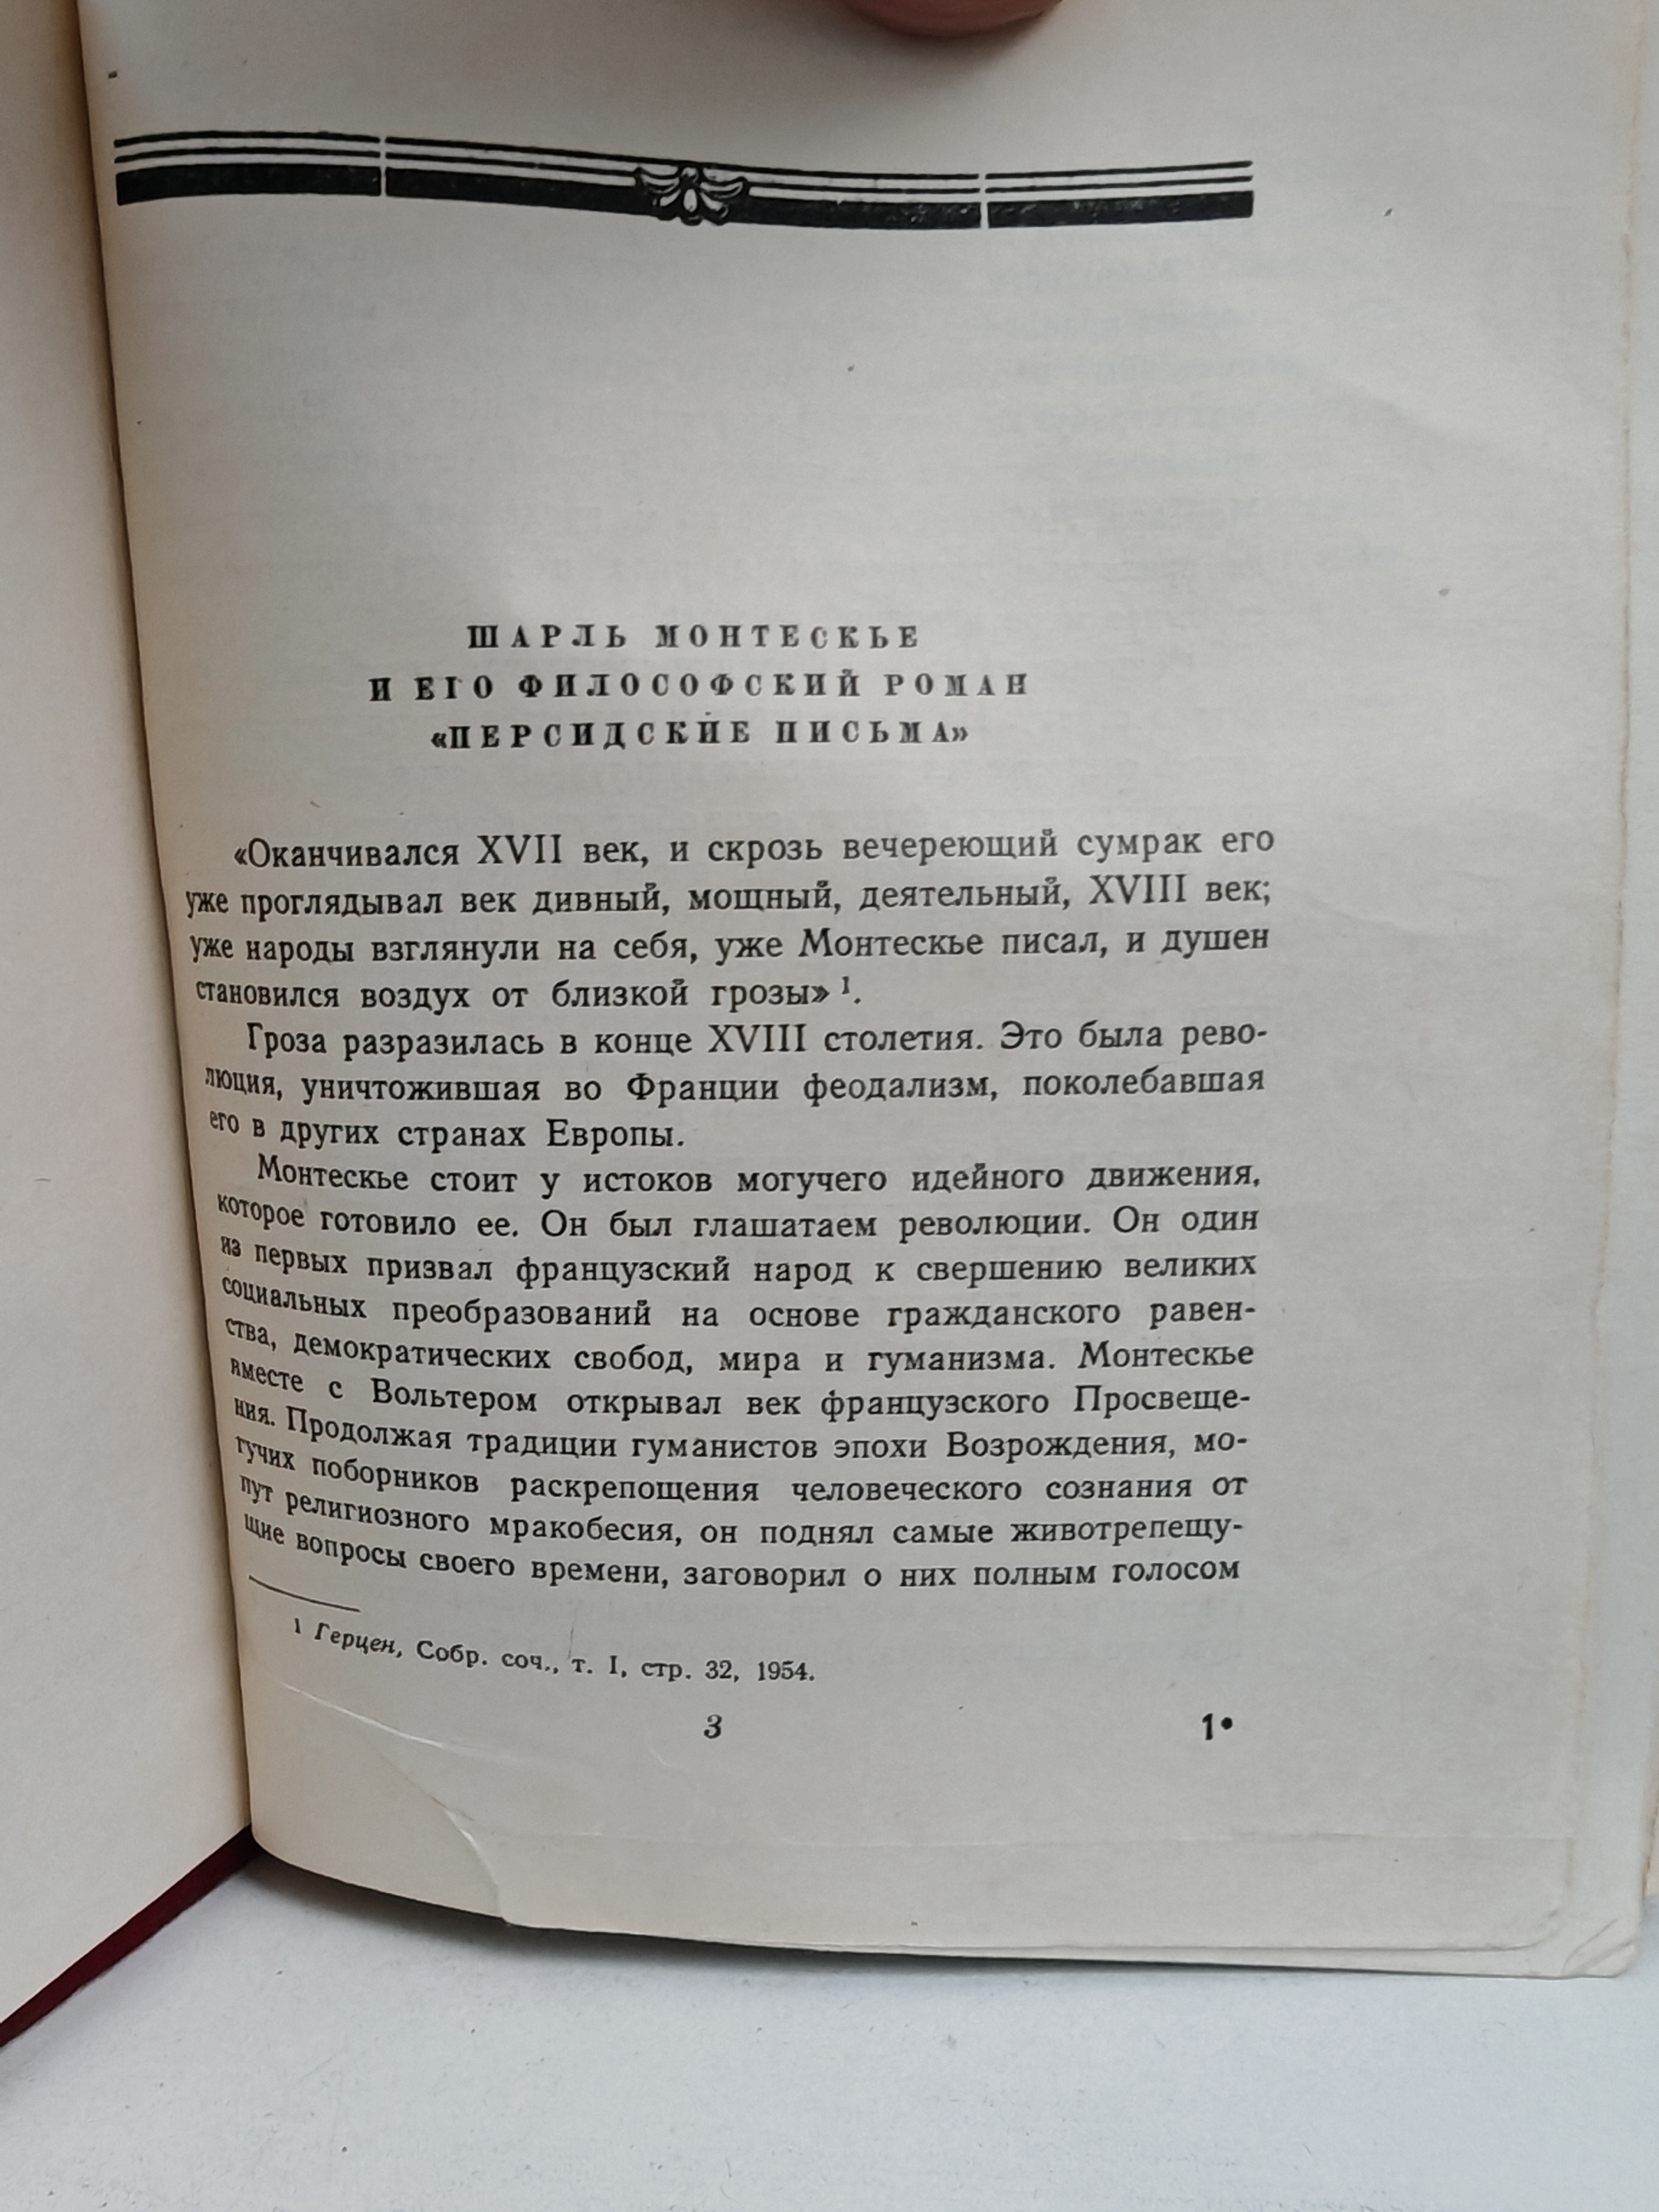 ШАРЛЬ МОНТЕСКЬЕ
И ЕГО ФИЛОСОФСКИЙ РОМАН
«ПЕРСИДСКИЕ ПИСЬМА»
«Оканчивался XVII век, и скрозь вечереющий сумрак его
уже проглядывал век дивный, мощный, деятельный, XVIII век;
уже народы взглянули на себя, уже Монтескье писал, и душен
становился воздух от близкой грозы» ¹.
Гроза разразилась в конце XVIII столетия. Это была рево-
люция, уничтожившая во Франции феодализм, поколебавшая
его в других странах Европы.
Монтескье стоит у истоков могучего идейного движения,
которое готовило ее. Он был глашатаем революции. Он один
из первых призвал французский народ к свершению великих
социальных преобразований на основе гражданского равен-
ства, демократических свобод, мира и гуманизма. Монтескье
вместе с Вольтером открывал век французского Просвеще-
ния. Продолжая традиции гуманистов эпохи Возрождения, мо-
гучих поборников раскрепощения человеческого сознания от
пут религиозного мракобесия, он поднял самые животрепещу-
щие вопросы своего времени, заговорил о них полным голосом
1 Герцен, Собр. соч., т. I, стр. 32, 1954.
3 1•